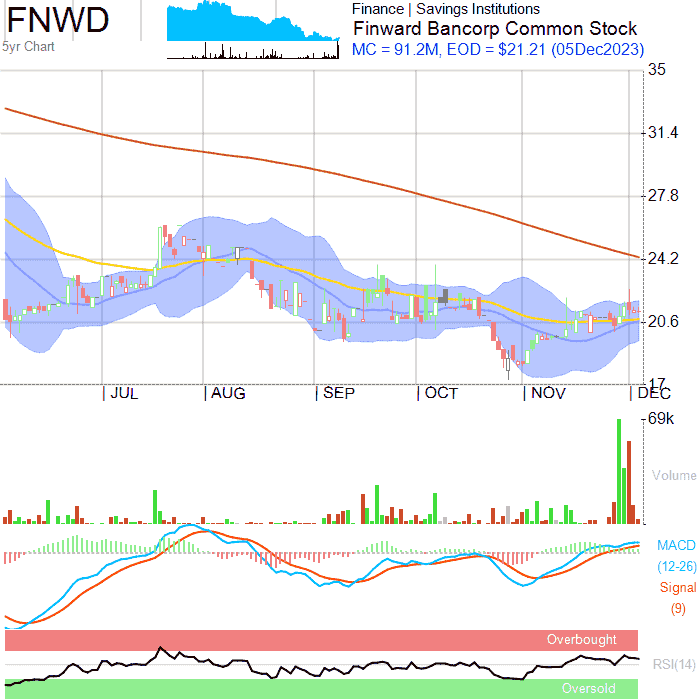 FNWD
5yr Chart
Finance | Savings Institutions
Finward Bancorp Common Stock
MC = 91.2M, EOD = $21.21 (05Dec2023)
35
31.4
27.8
24.2
20.6
17
JUL AUG SEP OCT NOV DEC
69k
Volume
MACD
(12-26)
Signal
(9)
Overbought
RSI(14)
Oversold